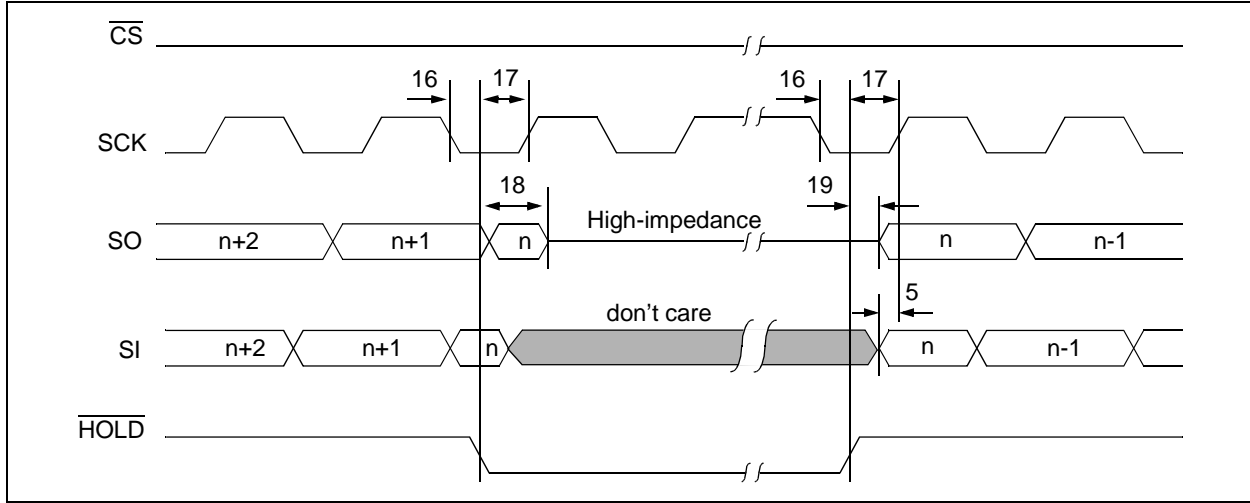 CS
16 17 16 17
SCK
18 19
High-impedance
SO n+2 n+1 n n n-1
5
don't care
SI n+2 n+1 n n n-1
HOLD